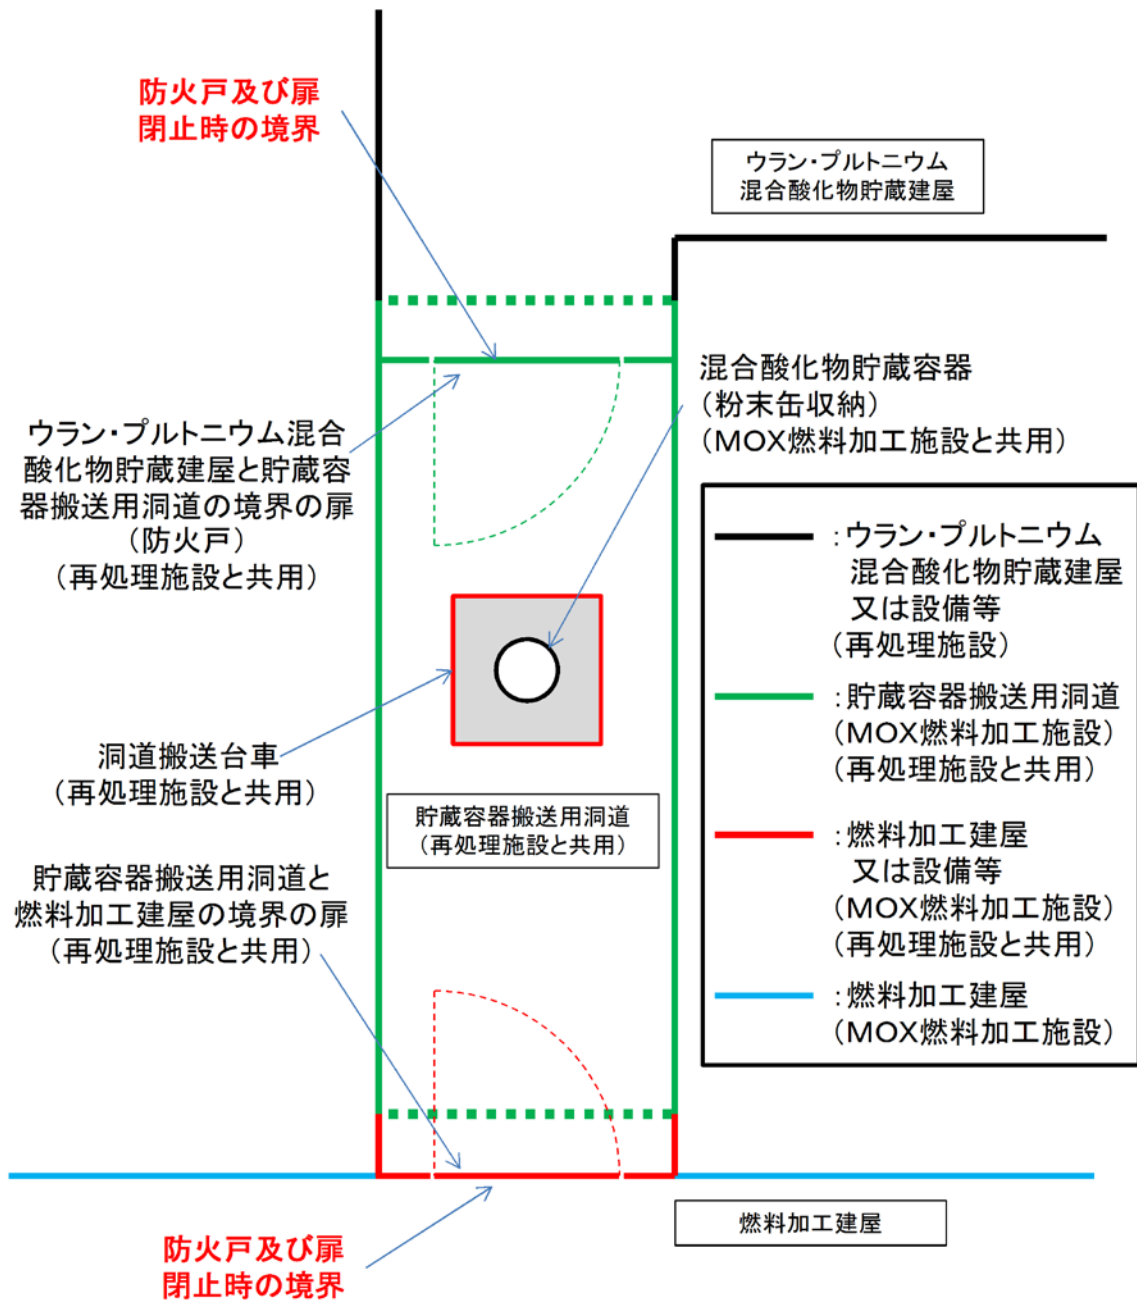 防火戸及び扉
閉止時の境界
ウラン・プルトニウム
混合酸化物貯蔵建屋
混合酸化物貯蔵容器
（粉末缶収納）
（MOX燃料加工施設と共用）
ウラン・プルトニウム混合
酸化物貯蔵建屋と貯蔵容
器搬送用洞道の境界の扉
（防火戸）
（再処理施設と共用）
：ウラン・プルトニウム
混合酸化物貯蔵建屋
又は設備等
（再処理施設）
：貯蔵容器搬送用洞道
（MOX燃料加工施設）
（再処理施設と共用）
：燃料加工建屋
又は設備等
（MOX燃料加工施設）
（再処理施設と共用）
：燃料加工建屋
（MOX燃料加工施設）
洞道搬送台車
（再処理施設と共用）
貯蔵容器搬送用洞道
（再処理施設と共用）
貯蔵容器搬送用洞道と
燃料加工建屋の境界の扉
（再処理施設と共用）
燃料加工建屋
防火戸及び扉
閉止時の境界